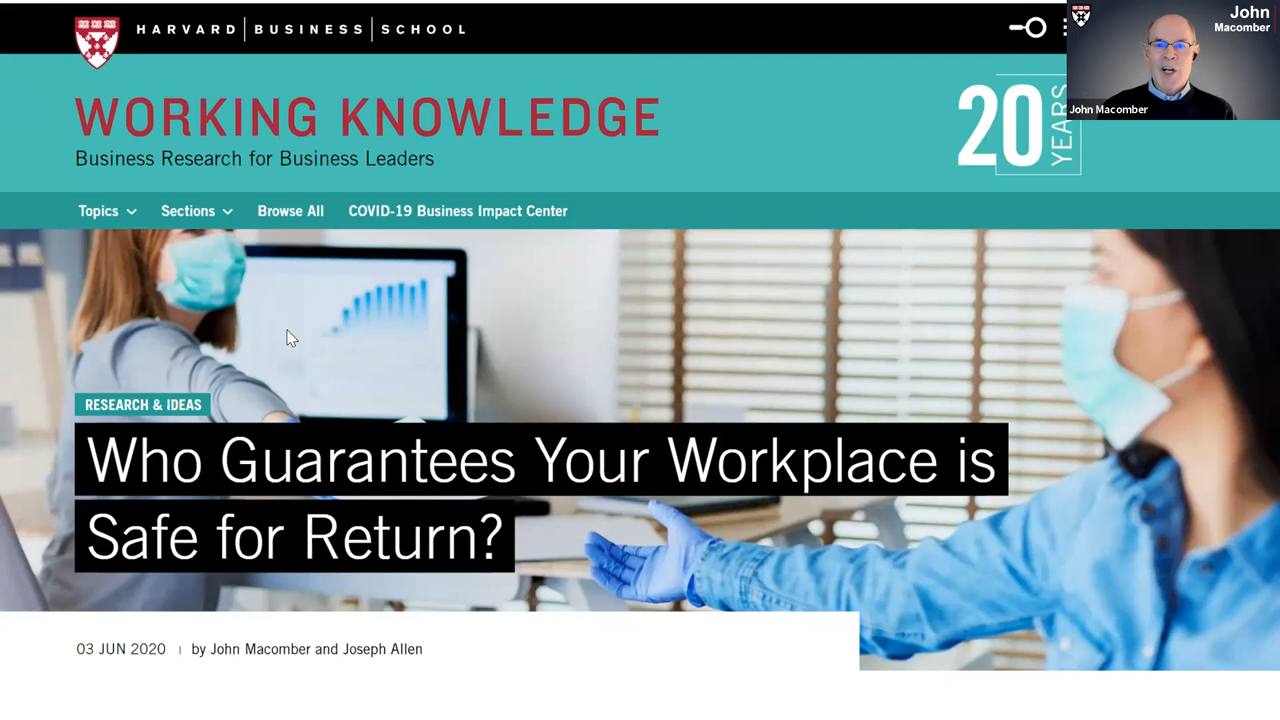 HARVARD BUSINESS SCHOOL
John
Macomber
John Macomber
WORKING KNOWLEDGE
Business Research for Business Leaders
20 YEARS
Topics
Sections
Browse All
COVID-19 Business Impact Center
RESEARCH & IDEAS
Who Guarantees Your Workplace is
Safe for Return?
03 JUN 2020 | by John Macomber and Joseph Allen